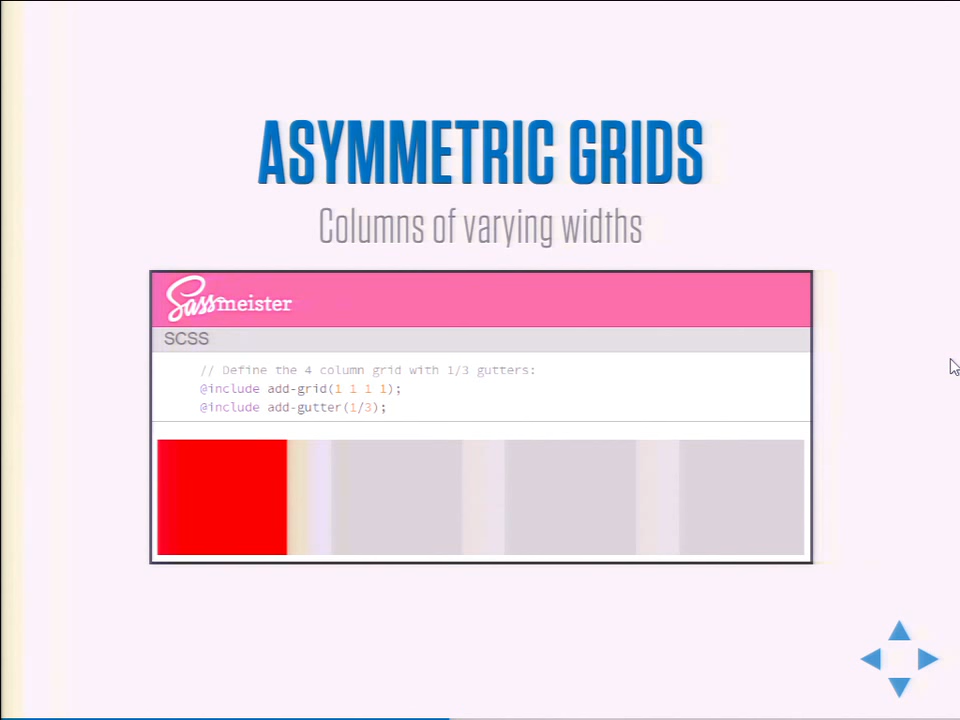 ASYMMETRIC GRIDS
Columns of varying widths
Sassmeister
SCSS
// Define the 4 column grid with 1/3 gutters:
@include add-grid(1 1 1 1);
@include add-gutter(1/3);